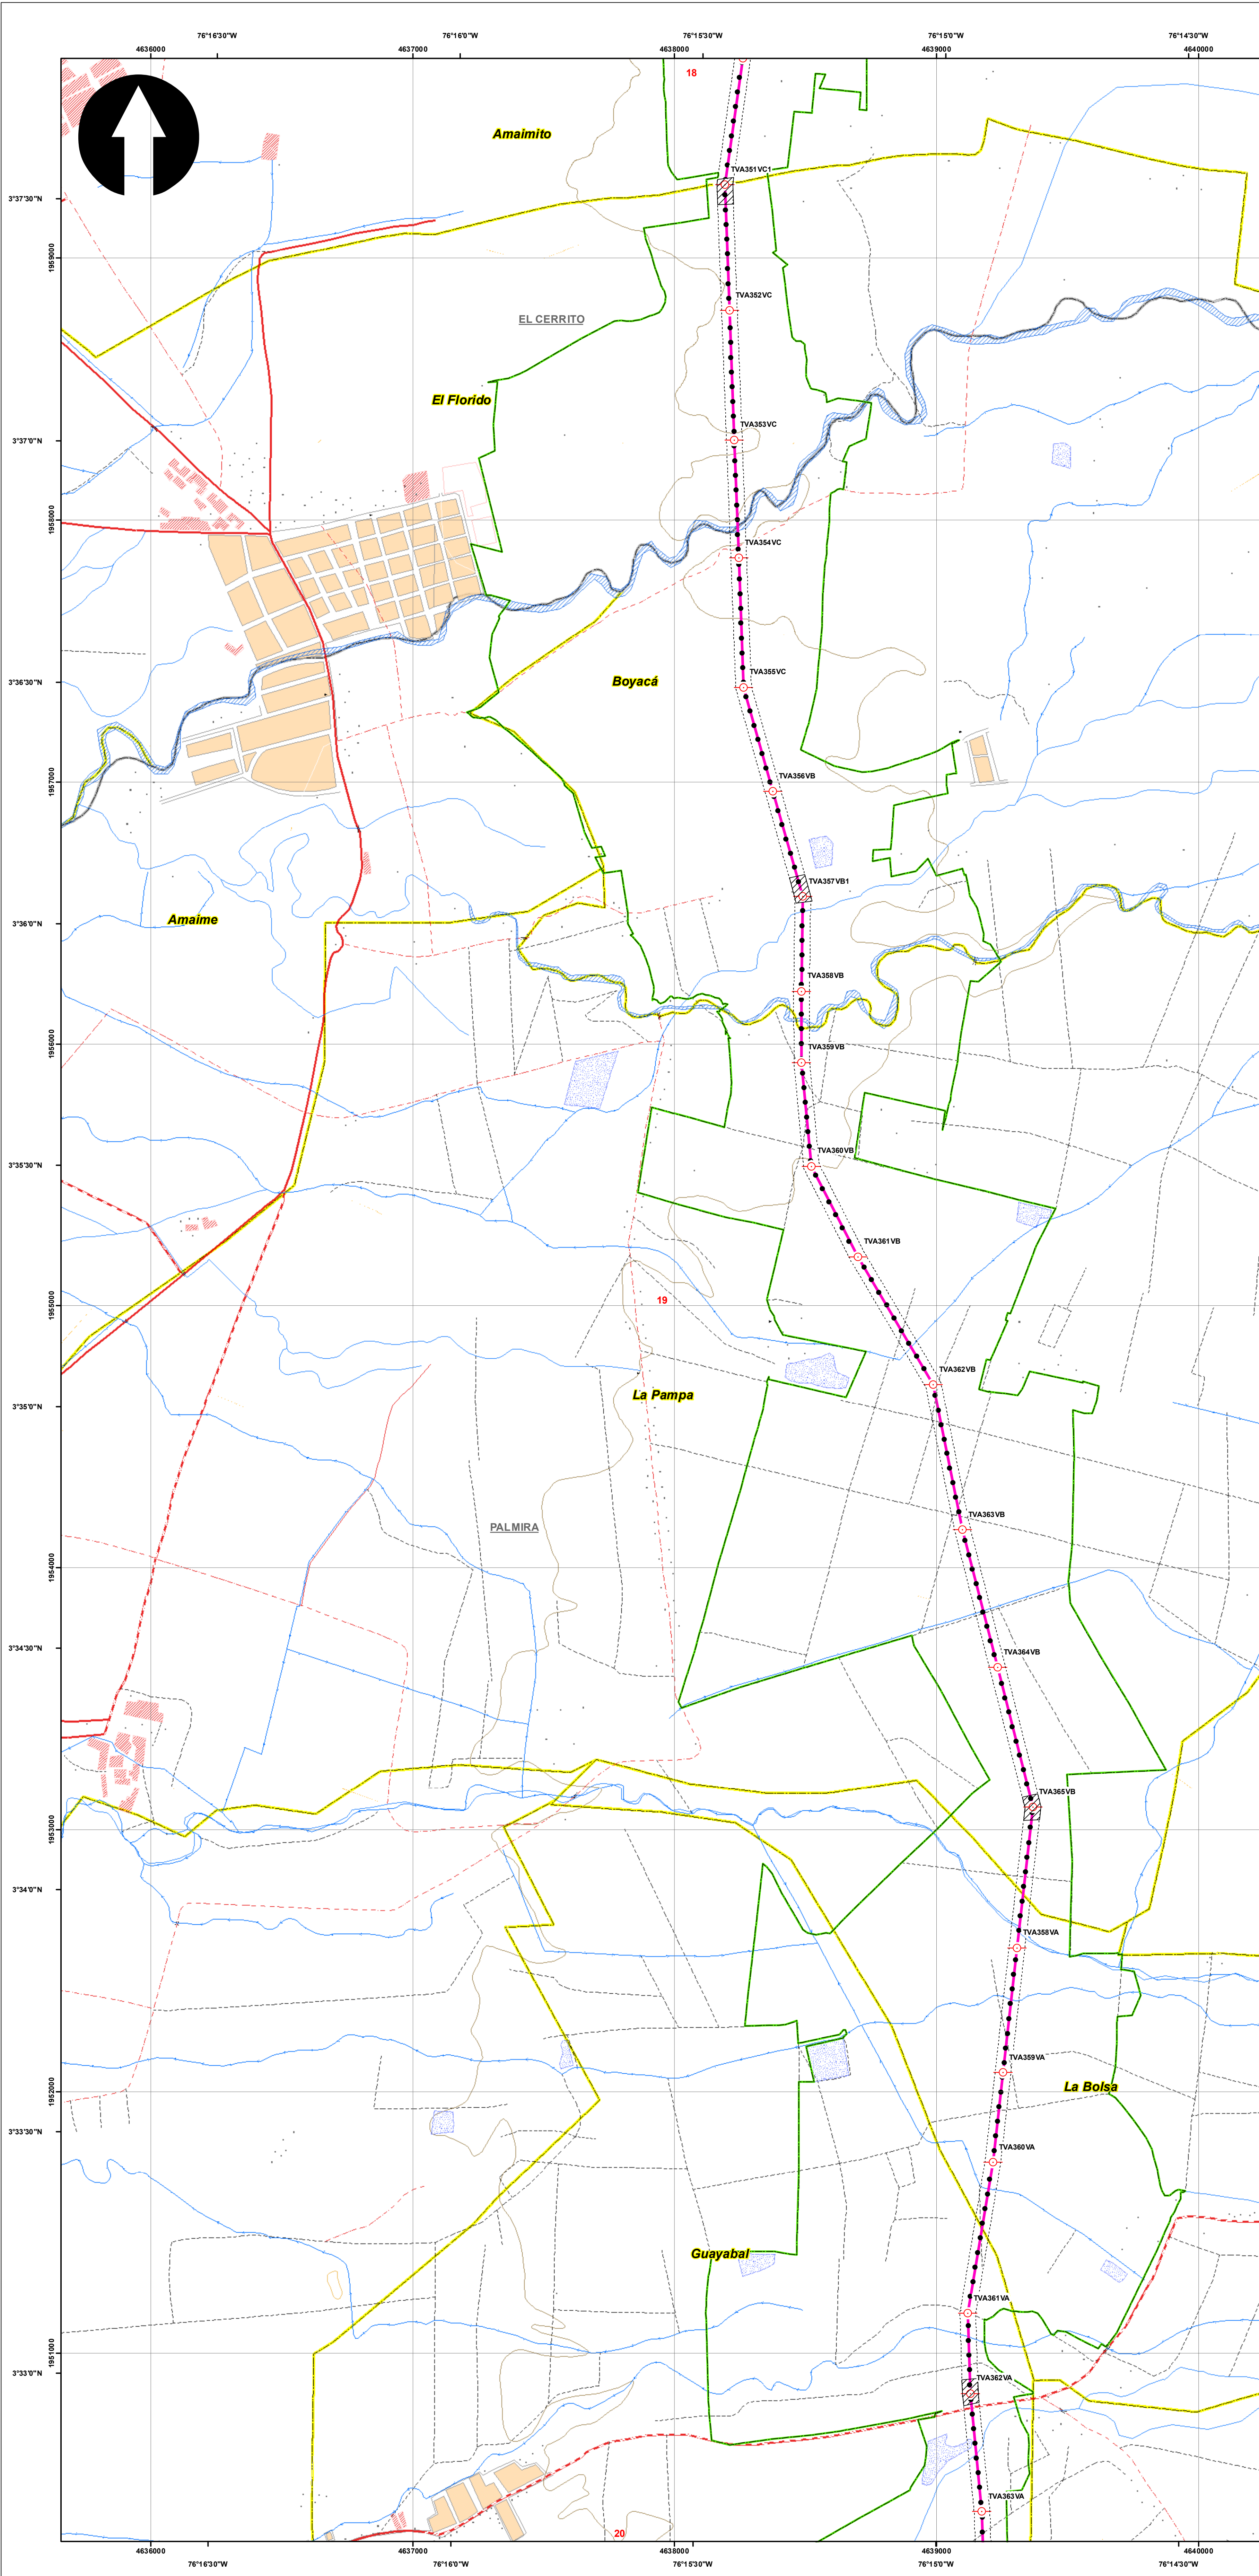 76°16'30"W 76°16'0"W 76°15'30"W 76°15'0"W 76°14'30"W
4636000 4637000 4638000 4639000 4640000
18
Amaimito
TVA351VC1
3°37'30"N
1959000
TVA352VC
EL CERRITO
El Florido
TVA353VC
3°37'0"N
1958000
TVA354VC
TVA355VC
3°36'30"N
Boyacá
TVA356VB
1957000
TVA357VB1
Amaime
3°36'0"N
TVA358VB
1956000
TVA359VB
TVA360VB
3°35'30"N
TVA361VB
19
1955000
TVA362VB
La Pampa
3°35'0"N
TVA363VB
PALMIRA
1954000
3°34'30"N
TVA364VB
TVA365VB
1953000
3°34'0"N
TVA358VA
TVA359VA
La Bolsa
1952000
3°33'30"N
TVA360VA
Guayabal
TVA361VA
1951000
3°33'0"N
TVA362VA
TVA363VA
20
4636000 4637000 4638000 4639000 4640000
76°16'30"W 76°16'0"W 76°15'30"W 76°15'0"W 76°14'30"W